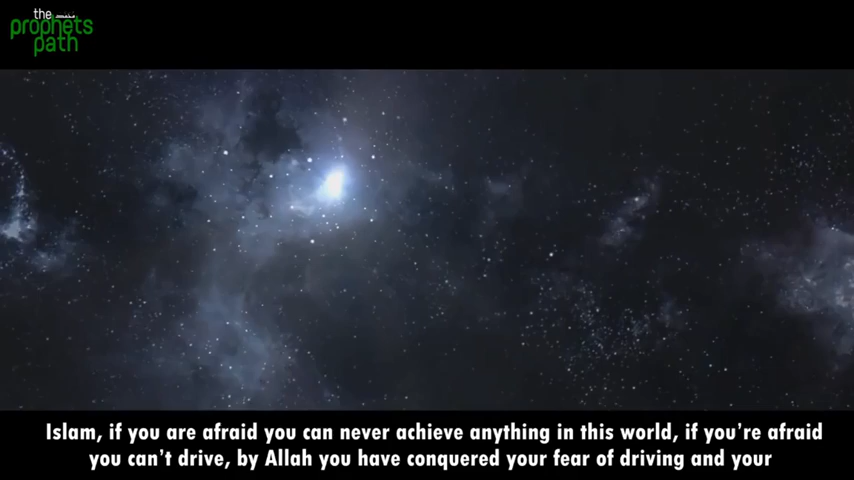 the
prophets
path
Islam, if you are afraid you can never achieve anything in this world, if you're afraid
you can't drive, by Allah you have conquered your fear of driving and your